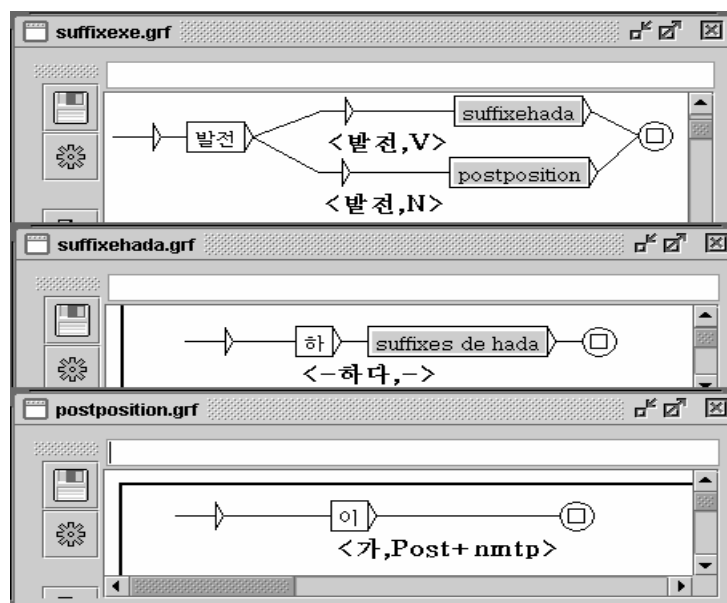 suffixexe.grf
발전
suffixehada
<발전,V>
postposition
<발전,N>
suffixehada.grf
하
suffixes de hada
<-하다,->
postposition.grf
이
<가,Post+nmtp>